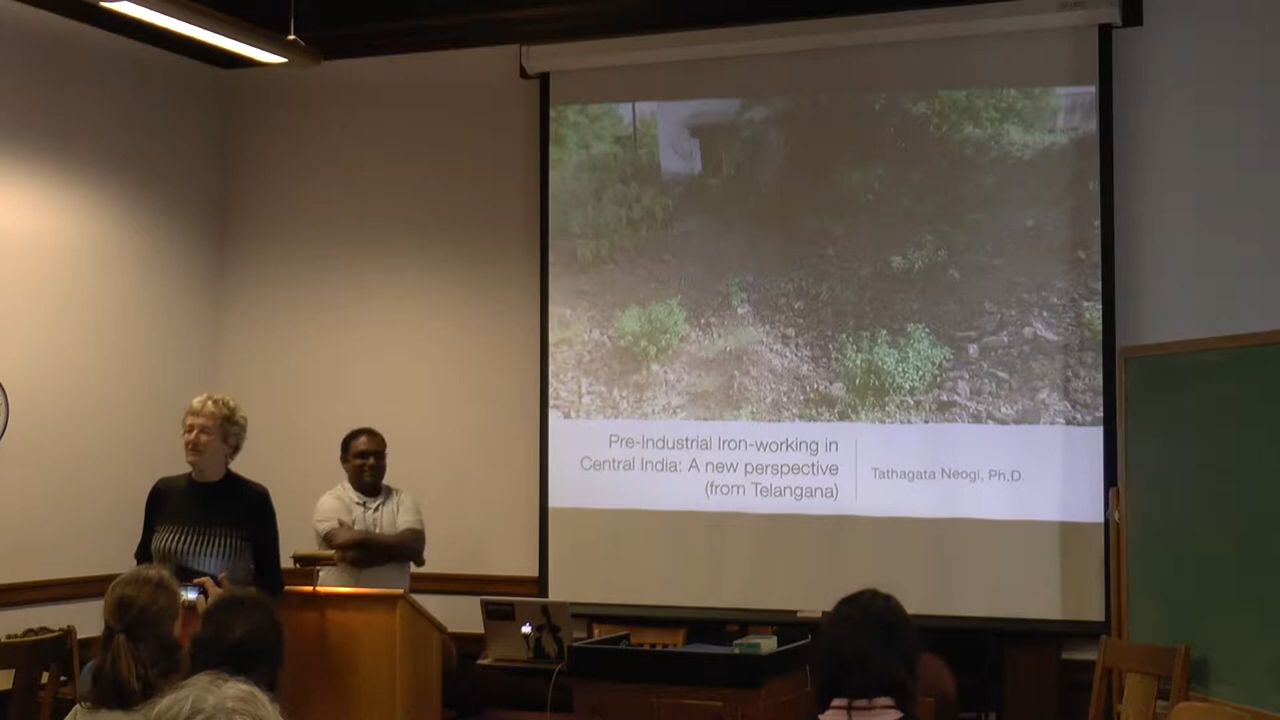 Pre-Industrial Iron-working in
Central India: A new perspective
(from Telangana)
Tathagata Neogi, Ph.D.